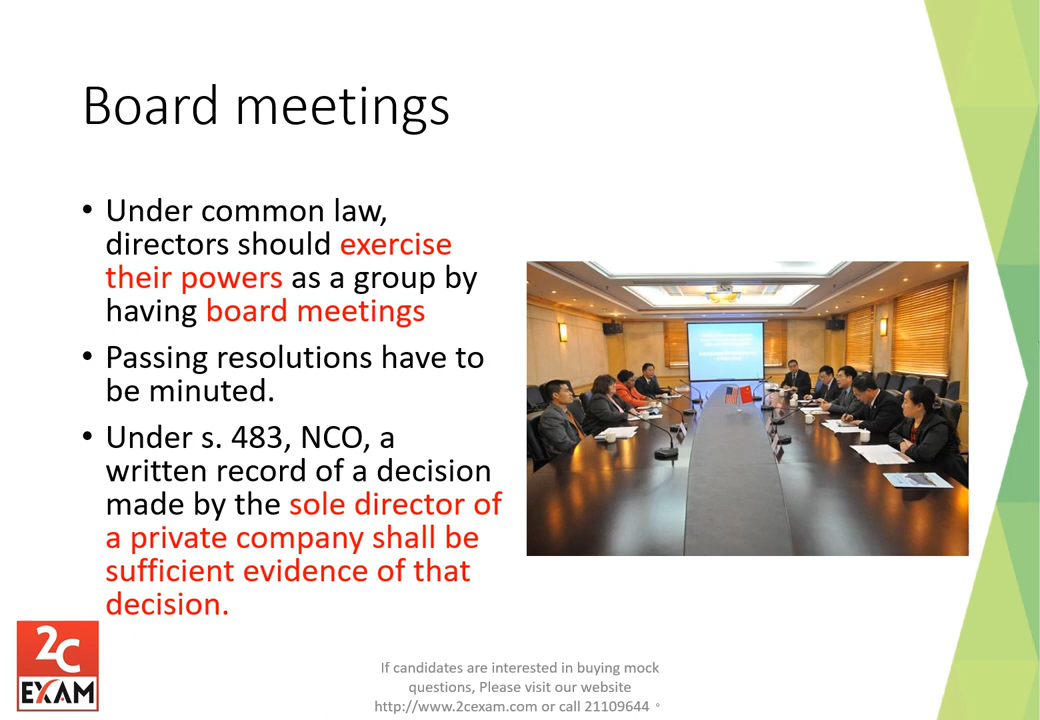 Board meetings
• Under common law,
directors should exercise
their powers as a group by
having board meetings
• Passing resolutions have to
be minuted.
• Under s. 483, NCO, a
written record of a decision
made by the sole director of
a private company shall be
sufficient evidence of that
decision.
2C
EXAM
If candidates are interested in buying mock
questions, Please visit our website
http://www.2cexam.com or call 21109644 。